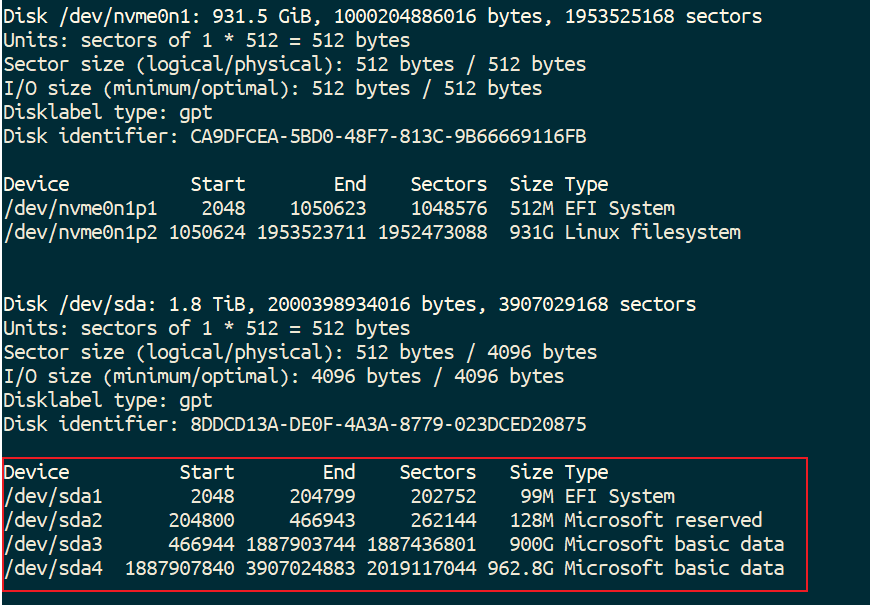 Disk /dev/nvme0n1: 931.5 GiB, 1000204886016 bytes, 1953525168 sectors
Units: sectors of 1 * 512 = 512 bytes
Sector size (logical/physical): 512 bytes / 512 bytes
I/O size (minimum/optimal): 512 bytes / 512 bytes
Disklabel type: gpt
Disk identifier: CA9DFCEA-5BD0-48F7-813C-9B66669116FB
Device Start End Sectors Size Type
/dev/nvme0n1p1 2048 1050623 1048576 512M EFI System
/dev/nvme0n1p2 1050624 1953523711 1952473088 931G Linux filesystem
Disk /dev/sda: 1.8 TiB, 2000398934016 bytes, 3907029168 sectors
Units: sectors of 1 * 512 = 512 bytes
Sector size (logical/physical): 512 bytes / 4096 bytes
I/O size (minimum/optimal): 4096 bytes / 4096 bytes
Disklabel type: gpt
Disk identifier: 8DDCD13A-DE0F-4A3A-8779-023DCED20875
Device Start End Sectors Size Type
/dev/sda1 2048 204799 202752 99M EFI System
/dev/sda2 204800 466943 262144 128M Microsoft reserved
/dev/sda3 466944 1887903744 1887436801 900G Microsoft basic data
/dev/sda4 1887907840 3907024883 2019117044 962.8G Microsoft basic data